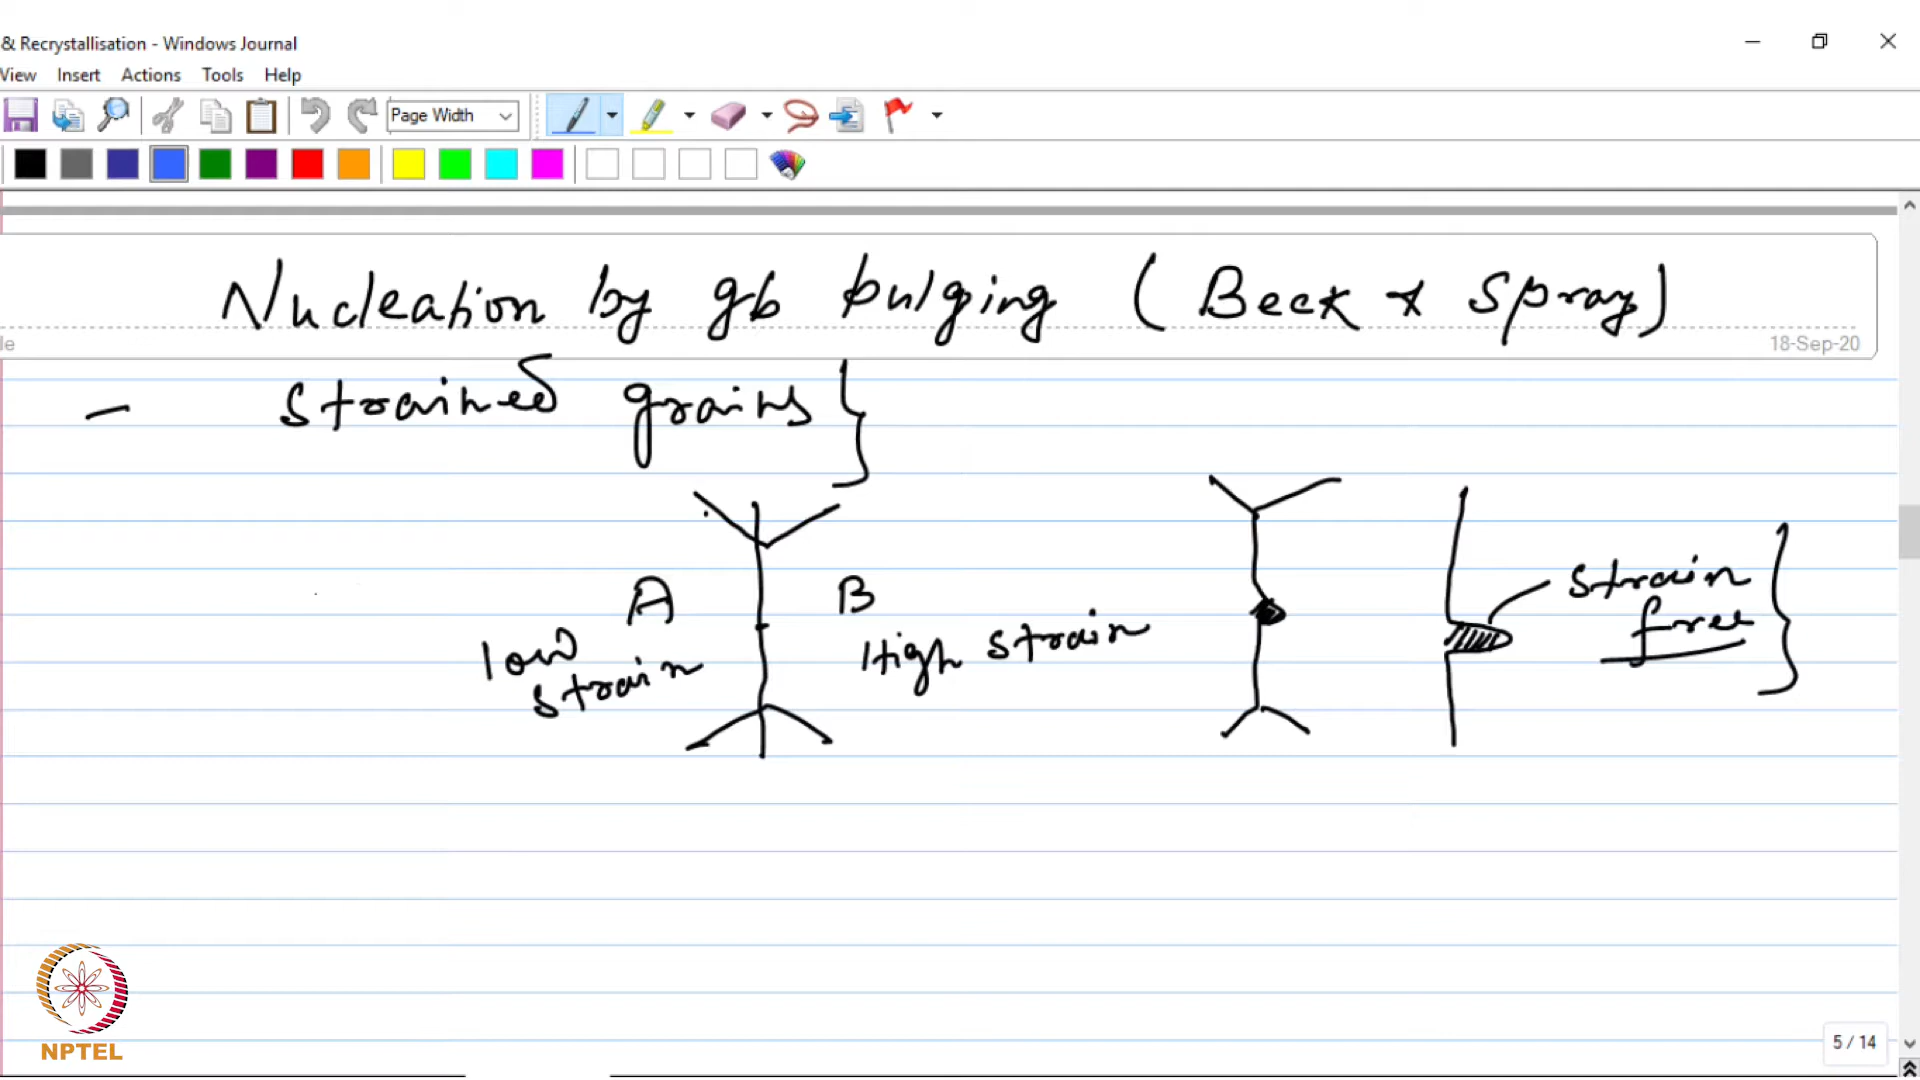 & Recrystallisation - Windows Journal
View Insert Actions Tools Help
Page Width
Nucleation by gb bulging (Beck & Spray)
le
18-Sep-20
- Strained grains }
A B
low strain
High strain
Strain free }
NPTEL
5 / 14